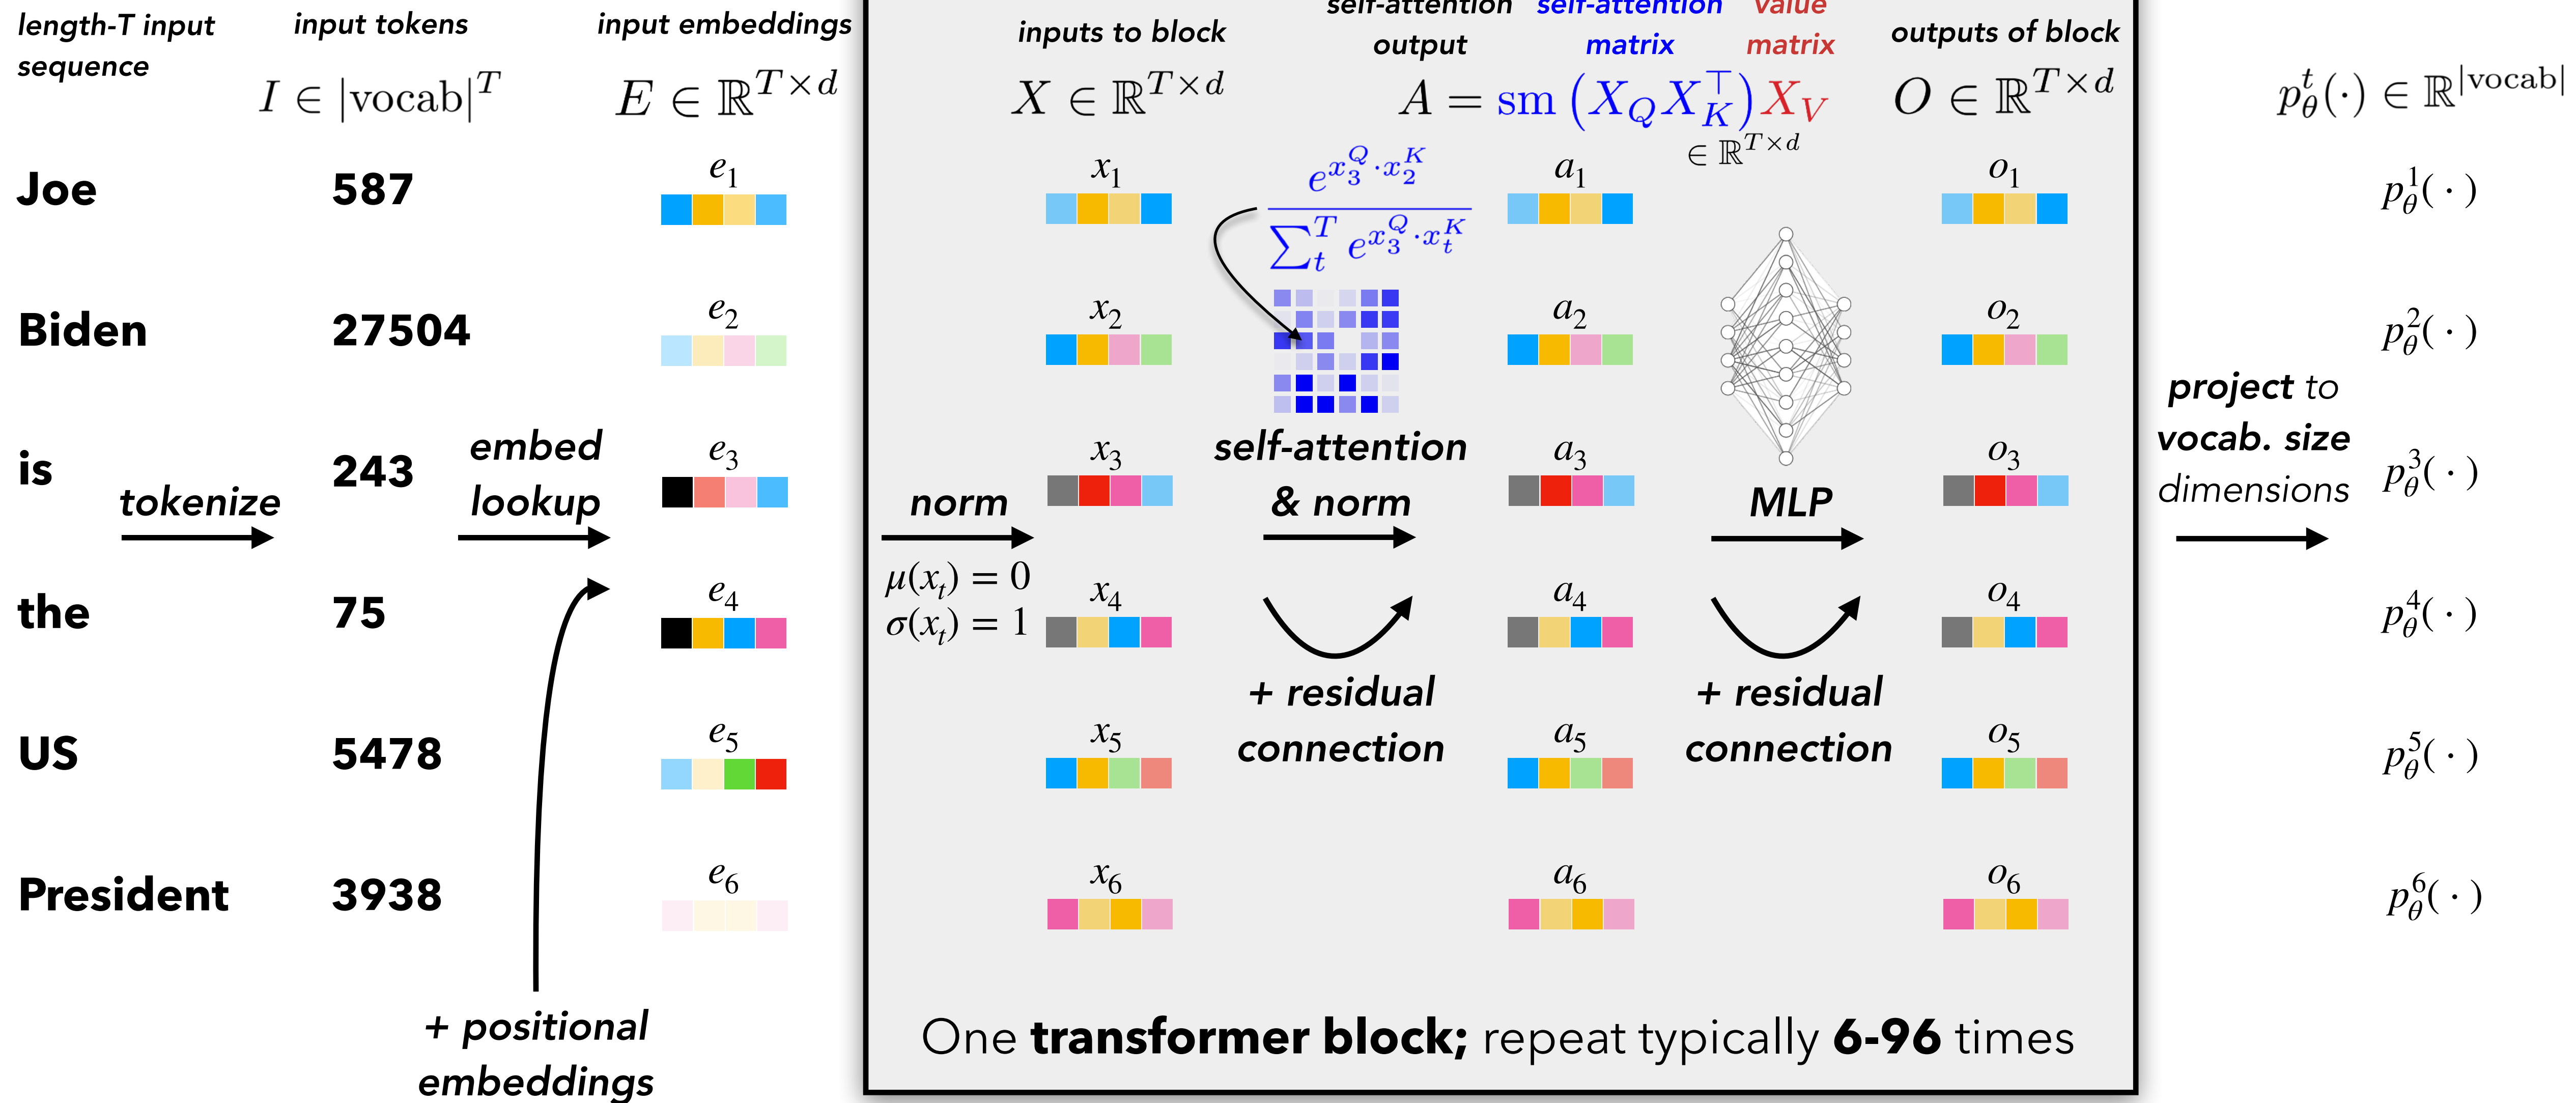 length-T input sequence
input tokens
input embeddings
inputs to block
self-attention output
self-attention matrix
value matrix
outputs of block
I ∈ |vocab|^T
E ∈ ℝ^{T×d}
X ∈ ℝ^{T×d}
A = sm(X_Q X_K^⊤) X_V
∈ ℝ^{T×d}
O ∈ ℝ^{T×d}
p_θ^t(·) ∈ ℝ^{|vocab|}
e^{x_3^Q · x_2^K}
∑_t^T e^{x_3^Q · x_t^K}
Joe 587 e_1 x_1 a_1 o_1 p_θ^1(·)
Biden 27504 e_2 x_2 a_2 o_2 p_θ^2(·)
is 243 e_3 x_3 a_3 o_3 p_θ^3(·)
the 75 e_4 x_4 a_4 o_4 p_θ^4(·)
US 5478 e_5 x_5 a_5 o_5 p_θ^5(·)
President 3938 e_6 x_6 a_6 o_6 p_θ^6(·)
tokenize
embed
lookup
+ positional
embeddings
norm
μ(x_t) = 0
σ(x_t) = 1
self-attention
& norm
+ residual
connection
MLP
+ residual
connection
project to
vocab. size
dimensions
One transformer block; repeat typically 6-96 times